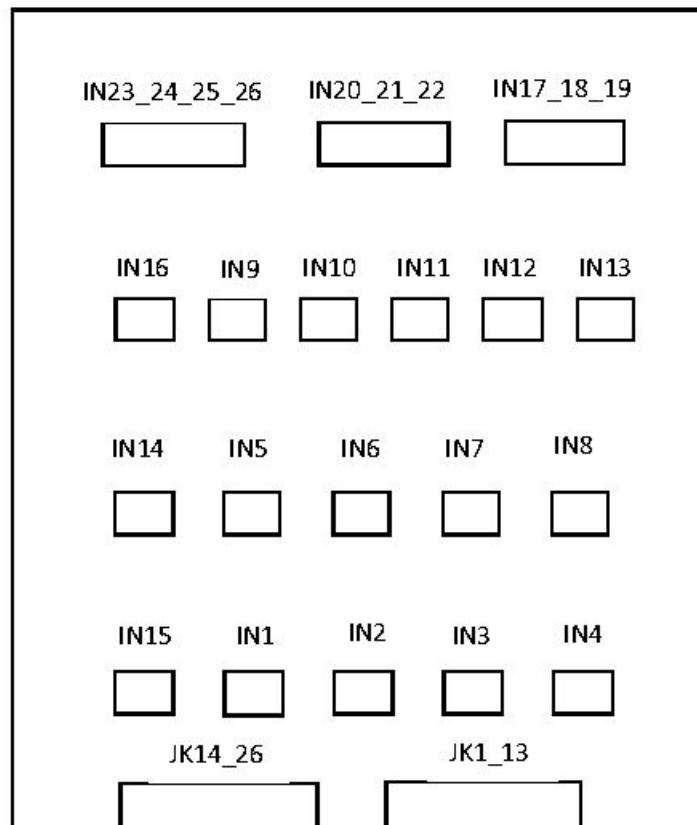 IN23_24_25_26 IN20_21_22 IN17_18_19
IN16 IN9 IN10 IN11 IN12 IN13
IN14 IN5 IN6 IN7 IN8
IN15 IN1 IN2 IN3 IN4
JK14_26 JK1_13